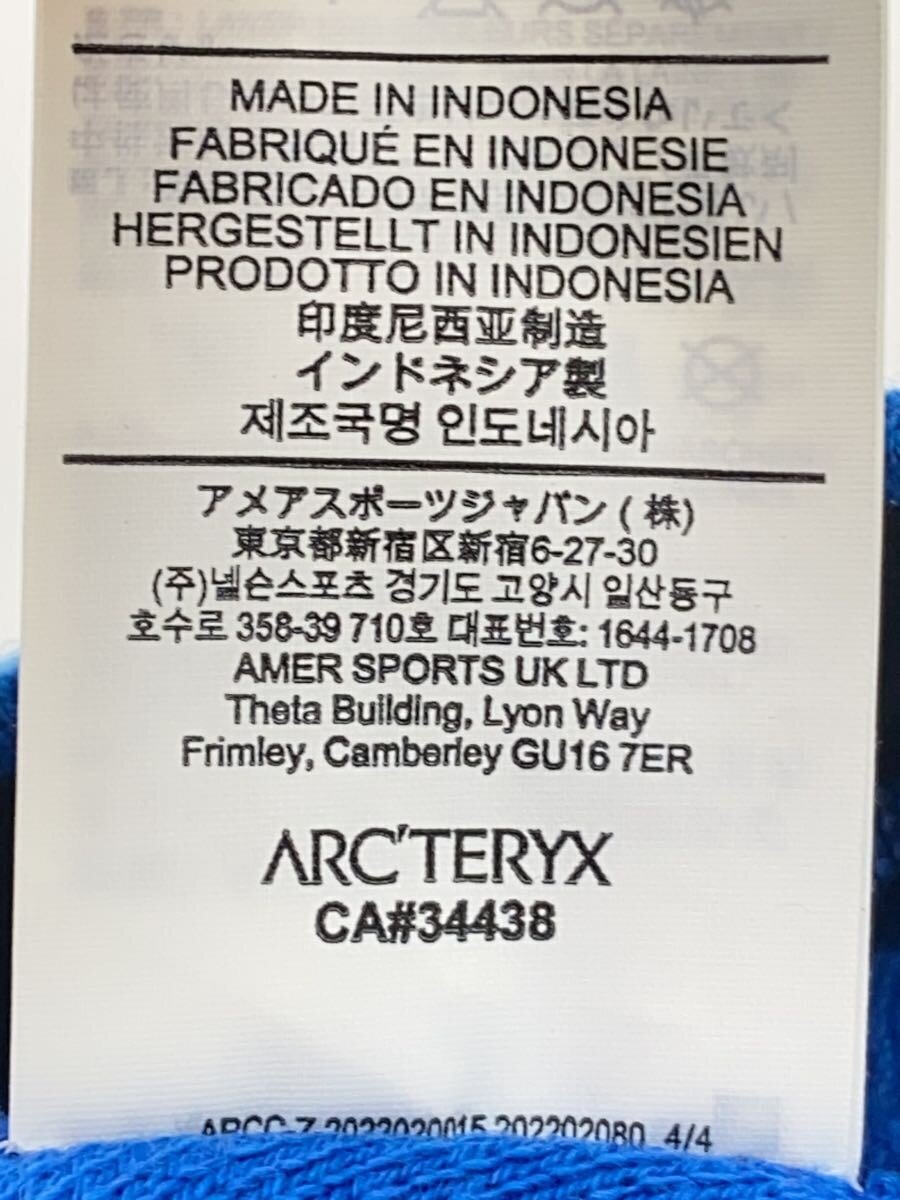 MADE IN INDONESIA
FABRIQUÉ EN INDONESIE
FABRICADO EN INDONESIA
HERGESTELLT IN INDONESIEN
PRODOTTO IN INDONESIA
印度尼西亚制造
インドネシア製
제조국명 인도네시아
アメアスポーツジャパン ( 株)
東京都新宿区新宿6-27-30
(주)넬슨스포츠 경기도 고양시 일산동구
호수로 358-39 710호 대표번호: 1644-1708
AMER SPORTS UK LTD
Theta Building, Lyon Way
Frimley, Camberley GU16 7ER
ARC'TERYX
CA#34438
ARCC-Z 2022020015 202202080 4/4